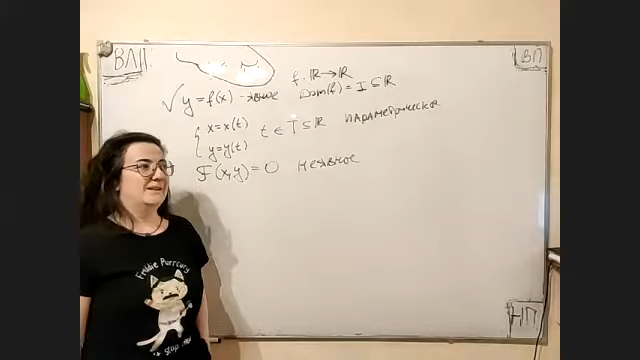 ВЛП
ВП
√ y = f(x) - явное f: ℝ → ℝ
Dom(f) = I ⊆ ℝ
{ x = x(t)
y = y(t) t ∈ T ⊆ ℝ параметрическое
F(x,y) = 0 неявное
НП
Freddie Purrcury